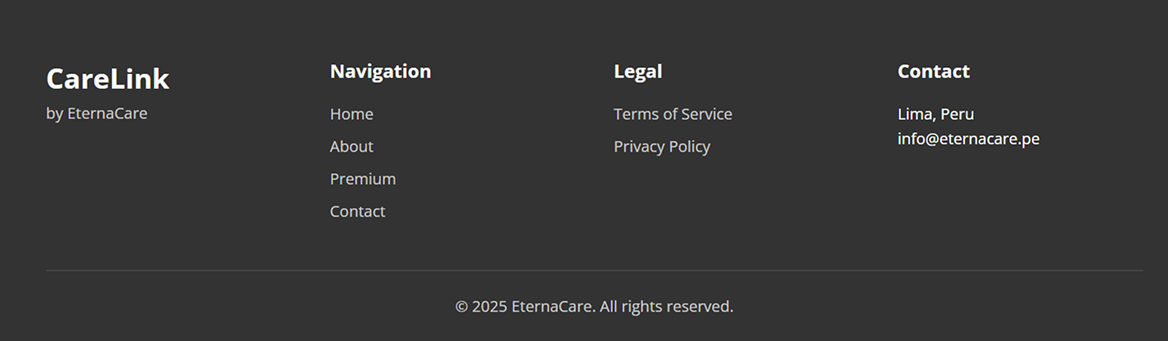 CareLink
by EternaCare
Navigation
Home
About
Premium
Contact
Legal
Terms of Service
Privacy Policy
Contact
Lima, Peru
info@eternacare.pe
© 2025 EternaCare. All rights reserved.